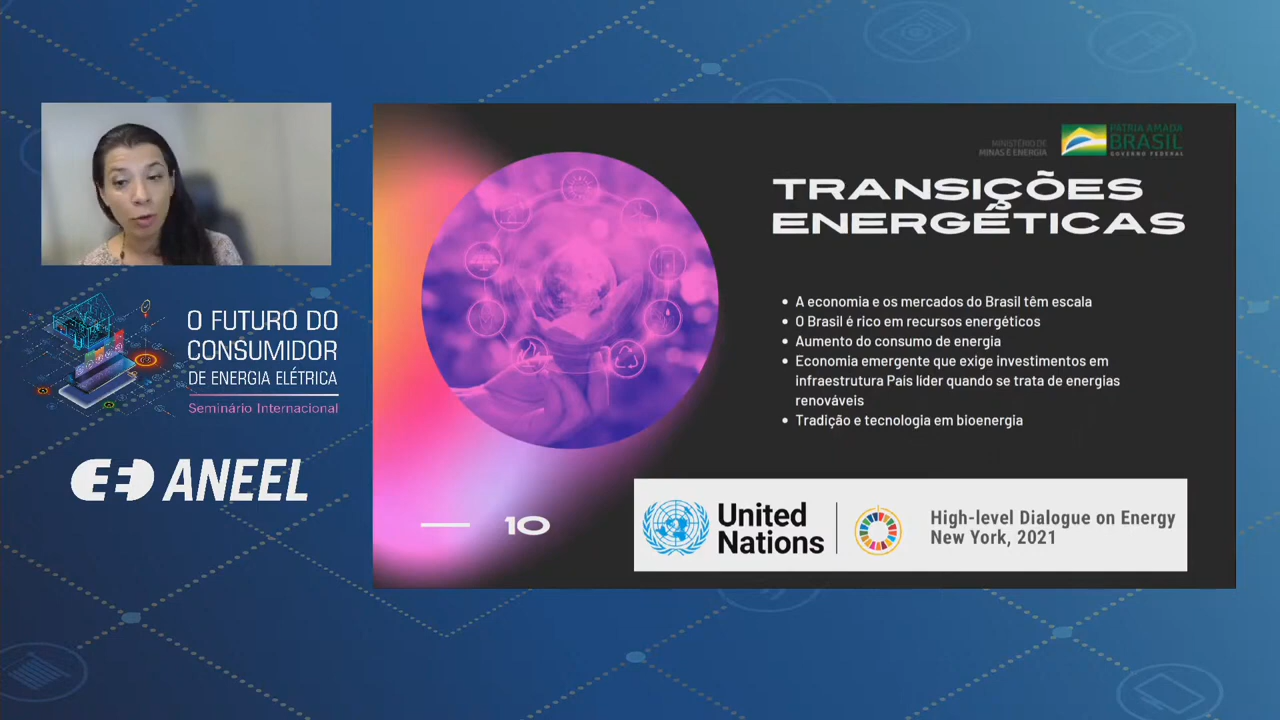 O FUTURO DO
CONSUMIDOR
DE ENERGIA ELÉTRICA
Seminário Internacional
ANEEL
MINISTÉRIO DE
MINAS E ENERGIA
PÁTRIA AMADA
BRASIL
GOVERNO FEDERAL
TRANSIÇÕES
ENERGÉTICAS
• A economia e os mercados do Brasil têm escala
• O Brasil é rico em recursos energéticos
• Aumento do consumo de energia
• Economia emergente que exige investimentos em
infraestrutura País líder quando se trata de energias
renováveis
• Tradição e tecnologia em bioenergia
10
United
Nations
High-level Dialogue on Energy
New York, 2021